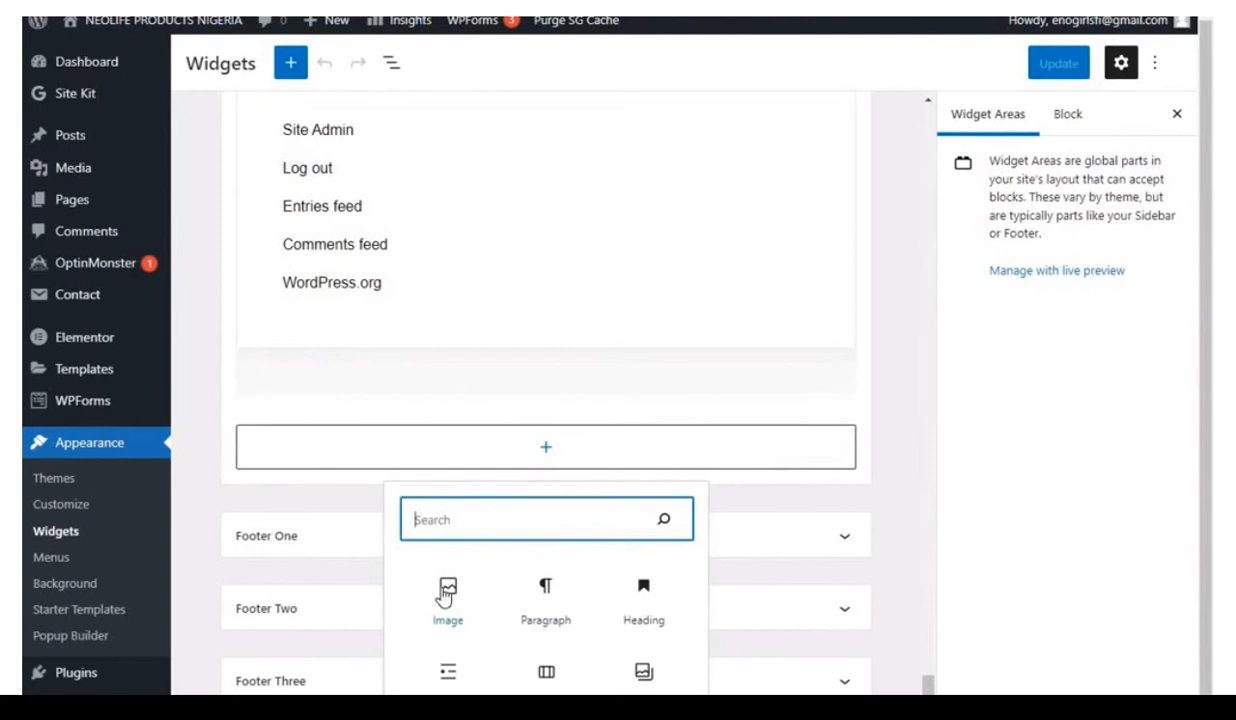 NEOLIFE PRODUCTS NIGERIA 0 New Insights WPForms 3 Purge SG Cache Howdy, enogirlsfi@gmail.com
Dashboard
Site Kit
Posts
Media
Pages
Comments
OptinMonster 1
Contact
Elementor
Templates
WPForms
Appearance
Themes
Customize
Widgets
Menus
Background
Starter Templates
Popup Builder
Plugins
Widgets
Update
Site Admin
Log out
Entries feed
Comments feed
WordPress.org
Search
Image Paragraph Heading
Footer One
Footer Two
Footer Three
Widget Areas Block
Widget Areas are global parts in
your site's layout that can accept
blocks. These vary by theme, but
are typically parts like your Sidebar
or Footer.
Manage with live preview